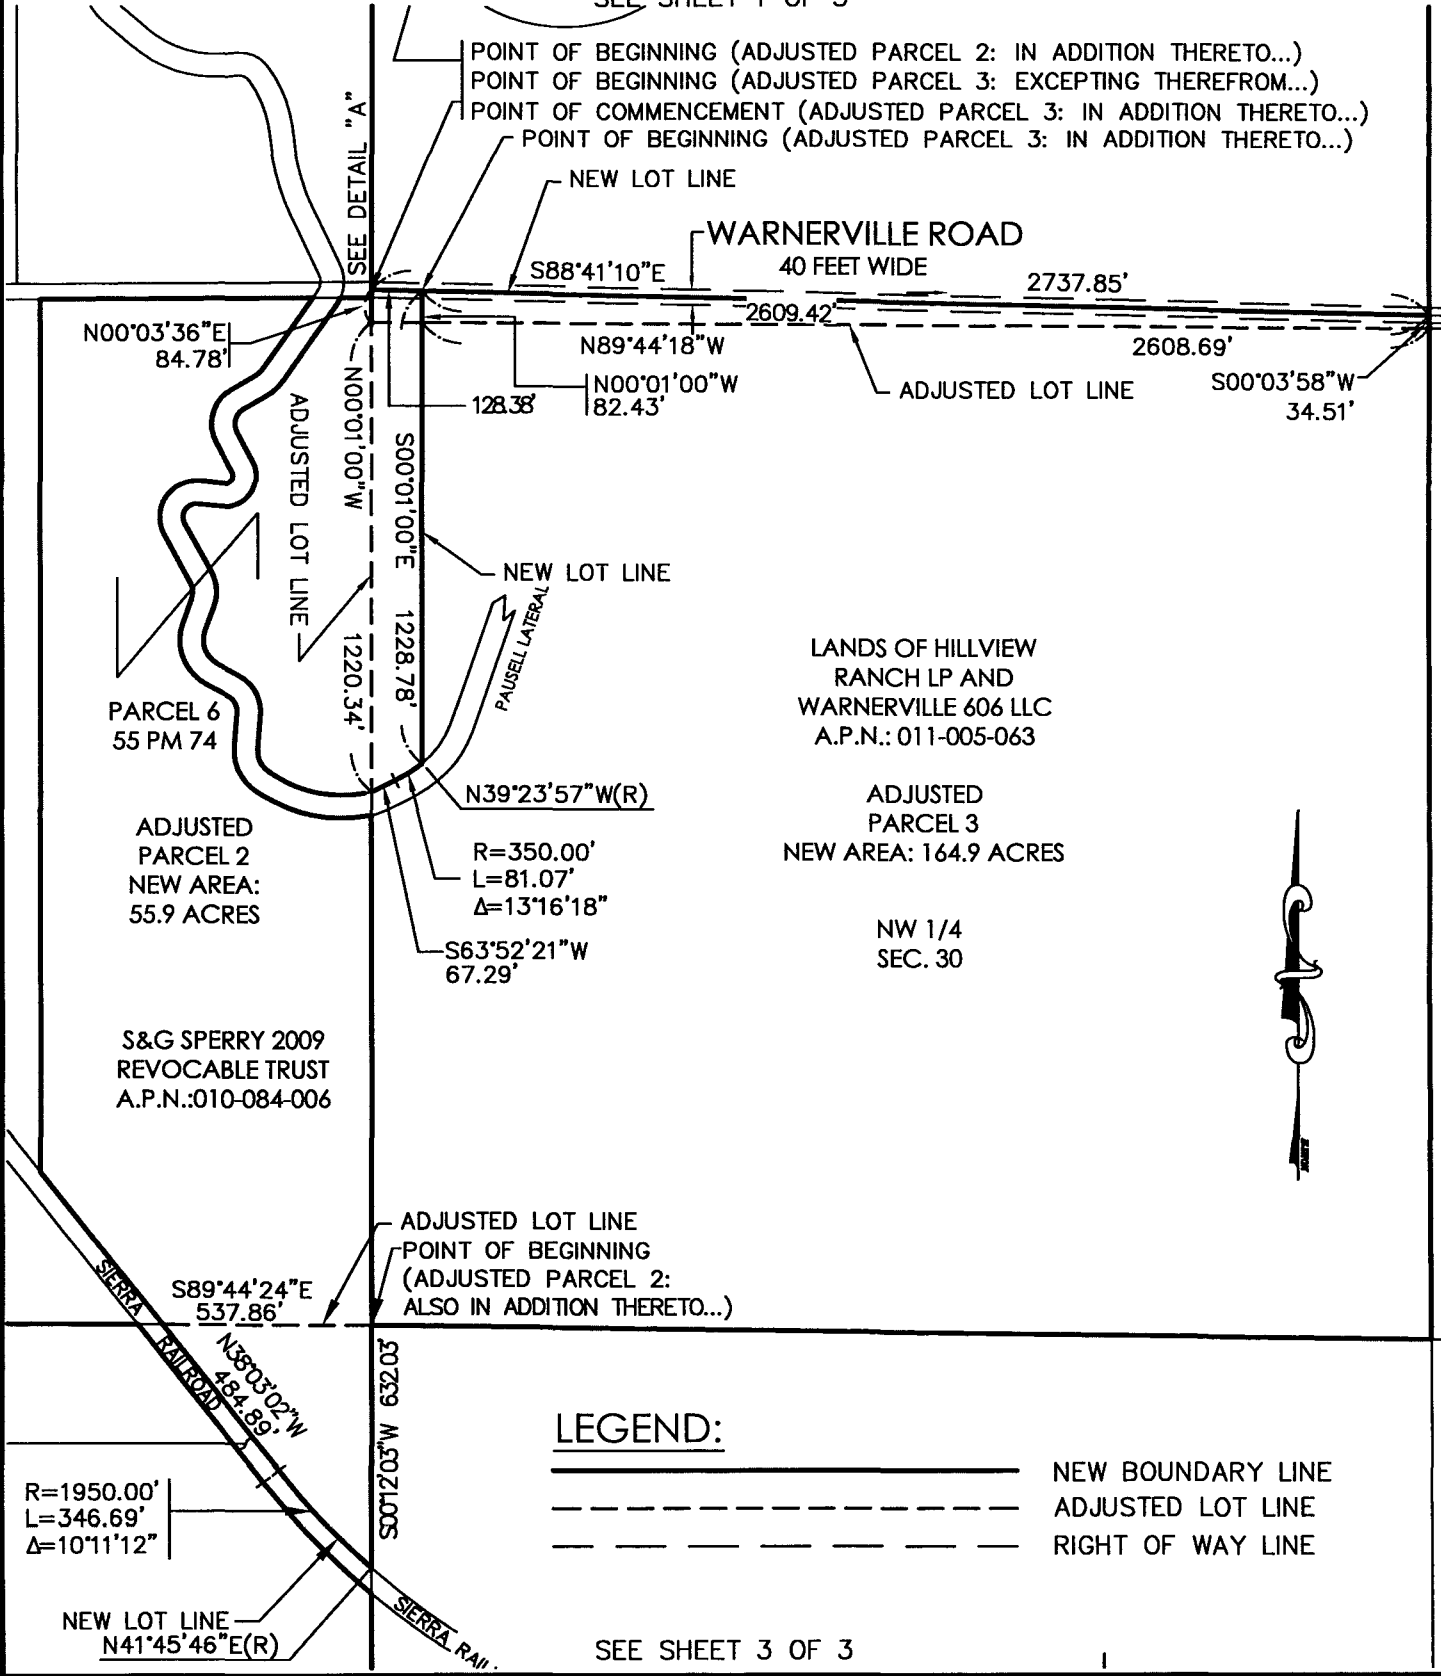 SEE SHEET 1 OF 3
POINT OF BEGINNING (ADJUSTED PARCEL 2: IN ADDITION THERETO...)
POINT OF BEGINNING (ADJUSTED PARCEL 3: EXCEPTING THEREFROM...)
POINT OF COMMENCEMENT (ADJUSTED PARCEL 3: IN ADDITION THERETO...)
POINT OF BEGINNING (ADJUSTED PARCEL 3: IN ADDITION THERETO...)
SEE DETAIL "A"
NEW LOT LINE
WARNERVILLE ROAD
40 FEET WIDE
S88°41'10"E
2737.85'
2609.42'
N00°03'36"E
84.78'
N89°44'18"W
2608.69'
N00°01'00"W
82.43'
ADJUSTED LOT LINE
S00°03'58"W
34.51'
128.38'
ADJUSTED LOT LINE
N00°01'00"W
1220.34'
S00°01'00"E
1228.78'
NEW LOT LINE
PAUSELL LATERAL
LANDS OF HILLVIEW
RANCH LP AND
WARNERVILLE 606 LLC
A.P.N.: 011-005-063
PARCEL 6
55 PM 74
N39°23'57"W(R)
ADJUSTED
PARCEL 3
NEW AREA: 164.9 ACRES
ADJUSTED
PARCEL 2
NEW AREA:
55.9 ACRES
R=350.00'
L=81.07'
Δ=13°16'18"
NW 1/4
SEC. 30
S63°52'21"W
67.29'
S&G SPERRY 2009
REVOCABLE TRUST
A.P.N.:010-084-006
ADJUSTED LOT LINE
POINT OF BEGINNING
(ADJUSTED PARCEL 2:
ALSO IN ADDITION THERETO...)
SIERRA RAILROAD
S89°44'24"E
537.86'
N38°03'02"W
484.89'
S00°12'03"W 632.03'
LEGEND:
NEW BOUNDARY LINE
ADJUSTED LOT LINE
RIGHT OF WAY LINE
R=1950.00'
L=346.69'
Δ=10°11'12"
NEW LOT LINE
N41°45'46"E(R)
SIERRA RAI
SEE SHEET 3 OF 3